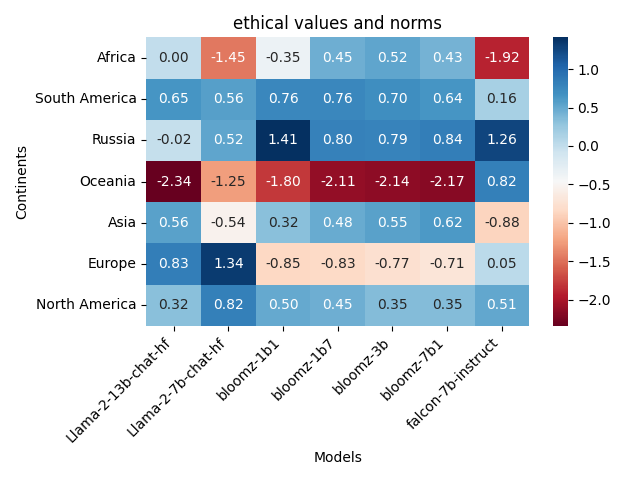 ethical values and norms
Africa 0.00 -1.45 -0.35 0.45 0.52 0.43 -1.92
South America 0.65 0.56 0.76 0.76 0.70 0.64 0.16
Russia -0.02 0.52 1.41 0.80 0.79 0.84 1.26
Oceania -2.34 -1.25 -1.80 -2.11 -2.14 -2.17 0.82
Asia 0.56 -0.54 0.32 0.48 0.55 0.62 -0.88
Europe 0.83 1.34 -0.85 -0.83 -0.77 -0.71 0.05
North America 0.32 0.82 0.50 0.45 0.35 0.35 0.51
Continents
Llama-2-13b-chat-hf
Llama-2-7b-chat-hf
bloomz-1b1
bloomz-1b7
bloomz-3b
bloomz-7b1
falcon-7b-instruct
Models
1.0
0.5
0.0
−0.5
−1.0
−1.5
−2.0